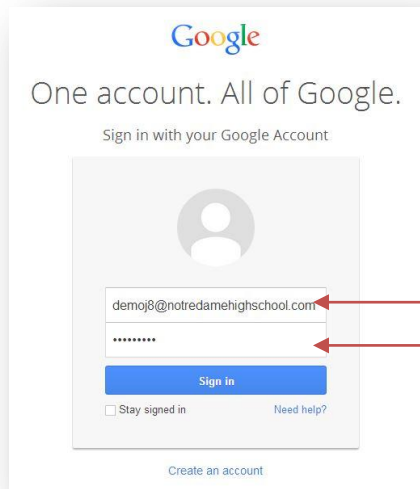 Google
One account. All of Google.
Sign in with your Google Account
demoj8@notredamehighschool.com
•••••••••
Sign in
Stay signed in Need help?
Create an account